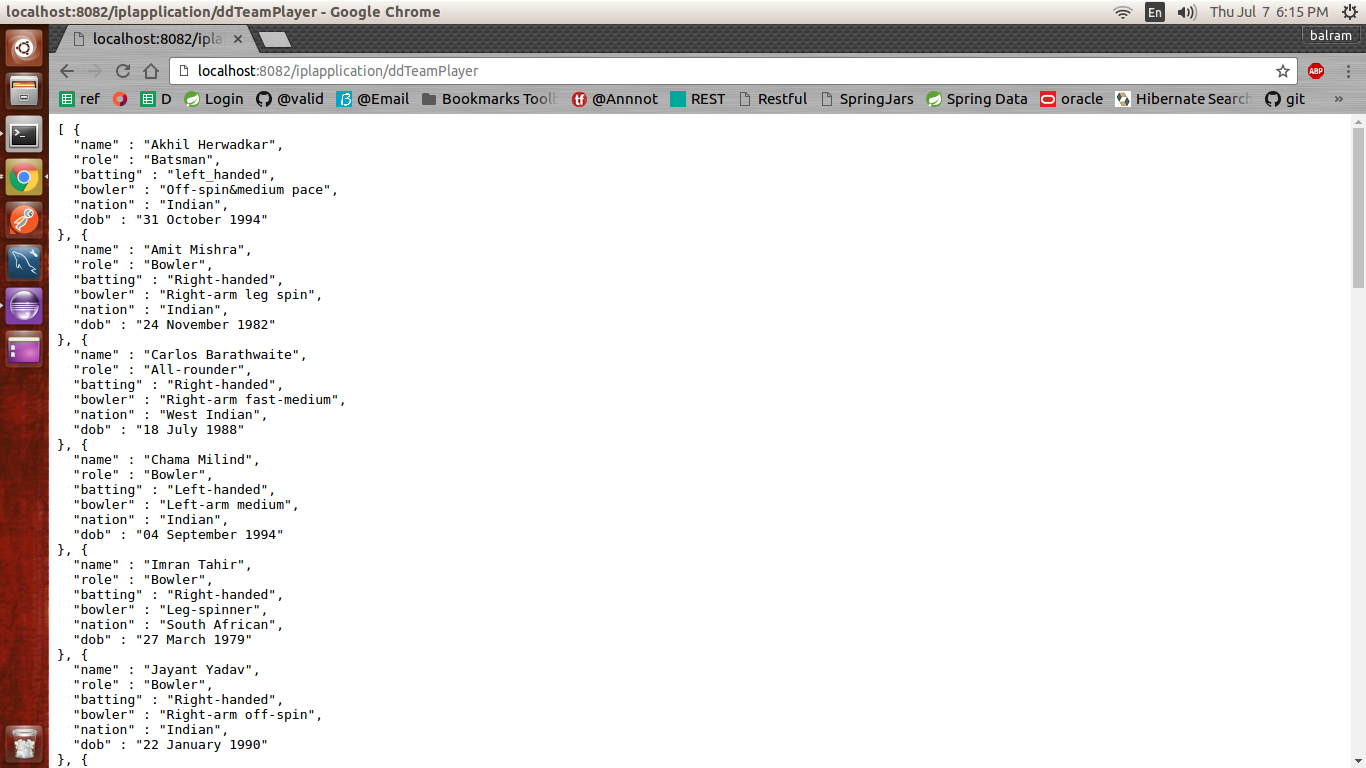 localhost:8082/iplapplication/ddTeamPlayer - Google Chrome
En
Thu Jul 7 6:15 PM
localhost:8082/ipla
balram
localhost:8082/iplapplication/ddTeamPlayer
ABP
ref
D
Login
@valid
@Email
Bookmarks Toolb
@Annnot
REST
Restful
SpringJars
Spring Data
oracle
Hibernate Search
git
»
[ {
"name" : "Akhil Herwadkar",
"role" : "Batsman",
"batting" : "left_handed",
"bowler" : "Off-spin&medium pace",
"nation" : "Indian",
"dob" : "31 October 1994"
}, {
"name" : "Amit Mishra",
"role" : "Bowler",
"batting" : "Right-handed",
"bowler" : "Right-arm leg spin",
"nation" : "Indian",
"dob" : "24 November 1982"
}, {
"name" : "Carlos Barathwaite",
"role" : "All-rounder",
"batting" : "Right-handed",
"bowler" : "Right-arm fast-medium",
"nation" : "West Indian",
"dob" : "18 July 1988"
}, {
"name" : "Chama Milind",
"role" : "Bowler",
"batting" : "Left-handed",
"bowler" : "Left-arm medium",
"nation" : "Indian",
"dob" : "04 September 1994"
}, {
"name" : "Imran Tahir",
"role" : "Bowler",
"batting" : "Right-handed",
"bowler" : "Leg-spinner",
"nation" : "South African",
"dob" : "27 March 1979"
}, {
"name" : "Jayant Yadav",
"role" : "Bowler",
"batting" : "Right-handed",
"bowler" : "Right-arm off-spin",
"nation" : "Indian",
"dob" : "22 January 1990"
}, {